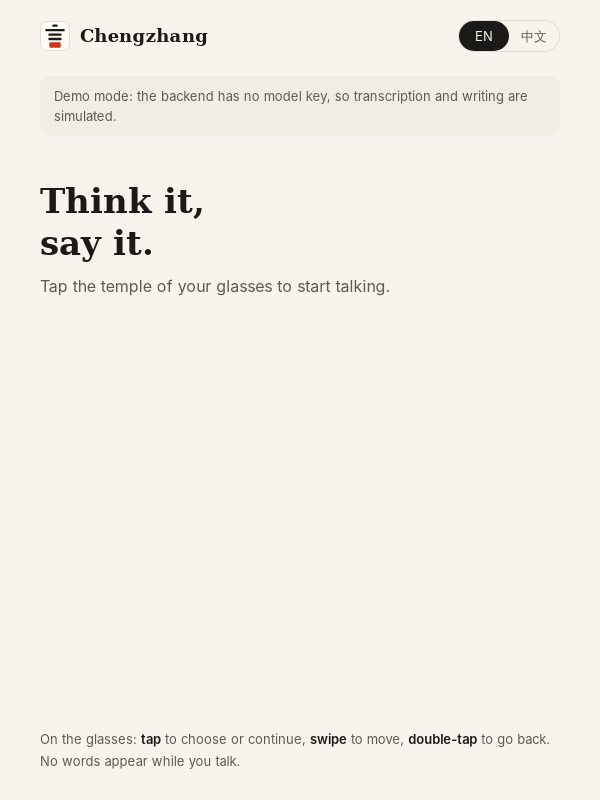 Chengzhang
EN 中文
Demo mode: the backend has no model key, so transcription and writing are
simulated.
Think it,
say it.
Tap the temple of your glasses to start talking.
On the glasses: tap to choose or continue, swipe to move, double-tap to go back.
No words appear while you talk.